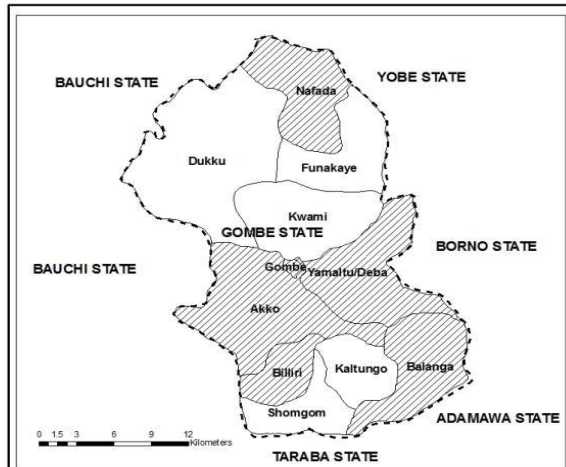 BAUCHI STATE
YOBE STATE
Nafada
Dukku
Funakaye
Kwami
GOMBE STATE
BORNO STATE
BAUCHI STATE
Gombe
Yamaltu/Deba
Akko
Billiri
Kaltungo
Balanga
Shomgom
ADAMAWA STATE
0 1.5 3 6 9 12
Kilometers
TARABA STATE